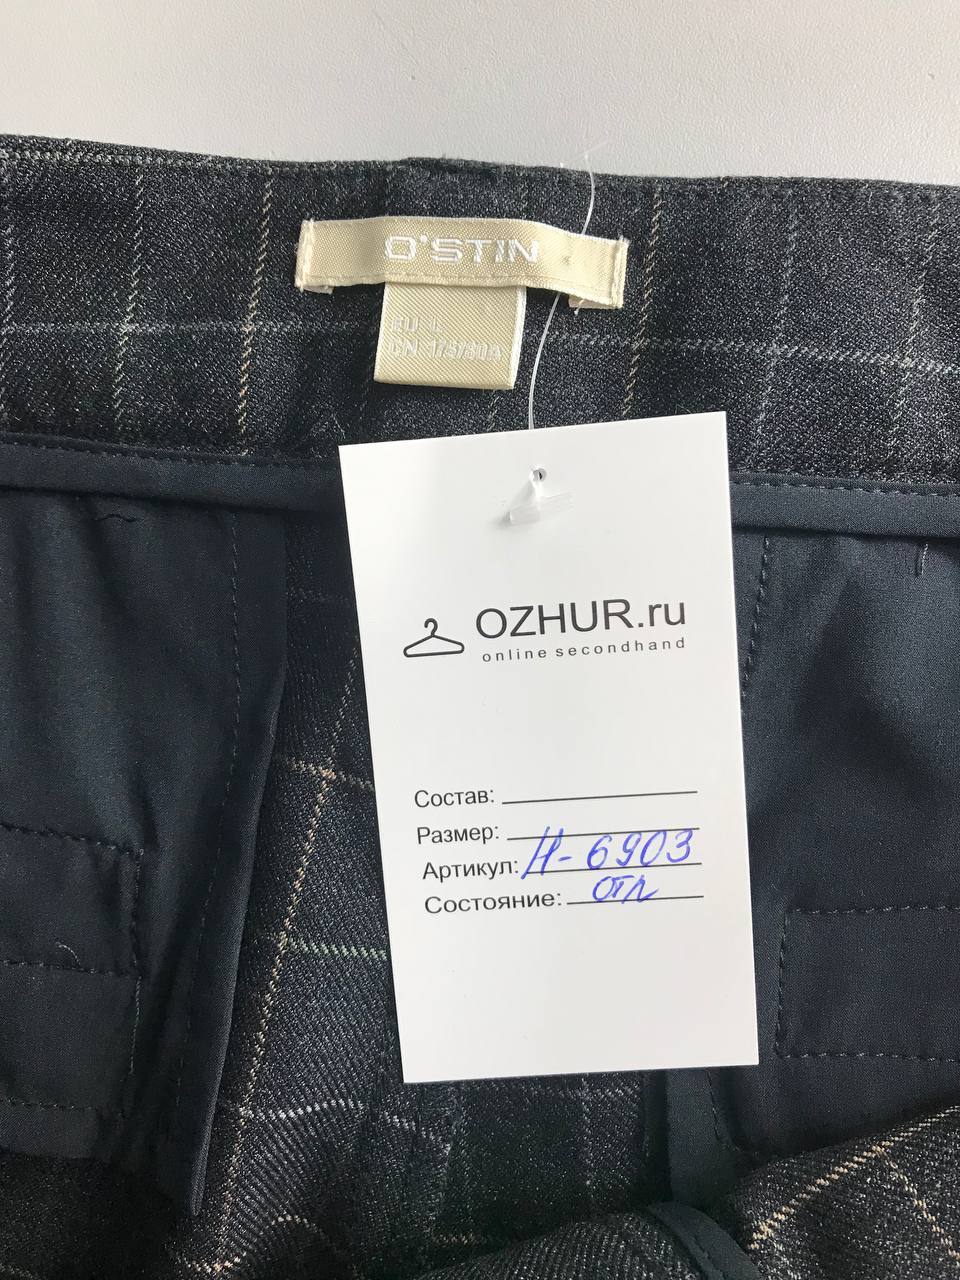 O'STIN
EU L
CN 175/80A
OZHUR.ru
online secondhand
Состав:
Размер:
Артикул: Н-6903
Состояние: отл